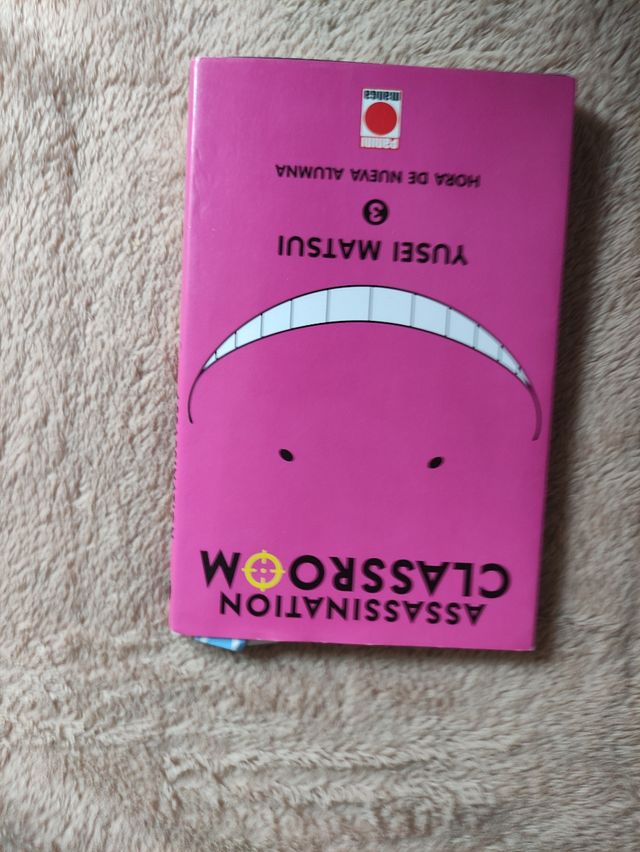 ASSASSINATION
CLASSROOM
YUSEI MATSUI
3
HORA DE NUEVA ALUMNA
PANINI
manga